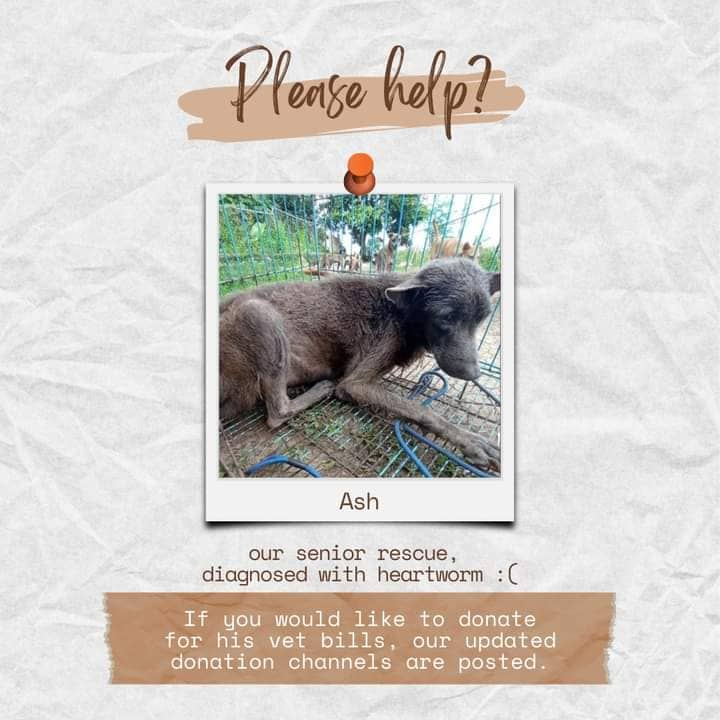 Please help?
Ash
our senior rescue,
diagnosed with heartworm :(
If you would like to donate
for his vet bills, our updated
donation channels are posted.